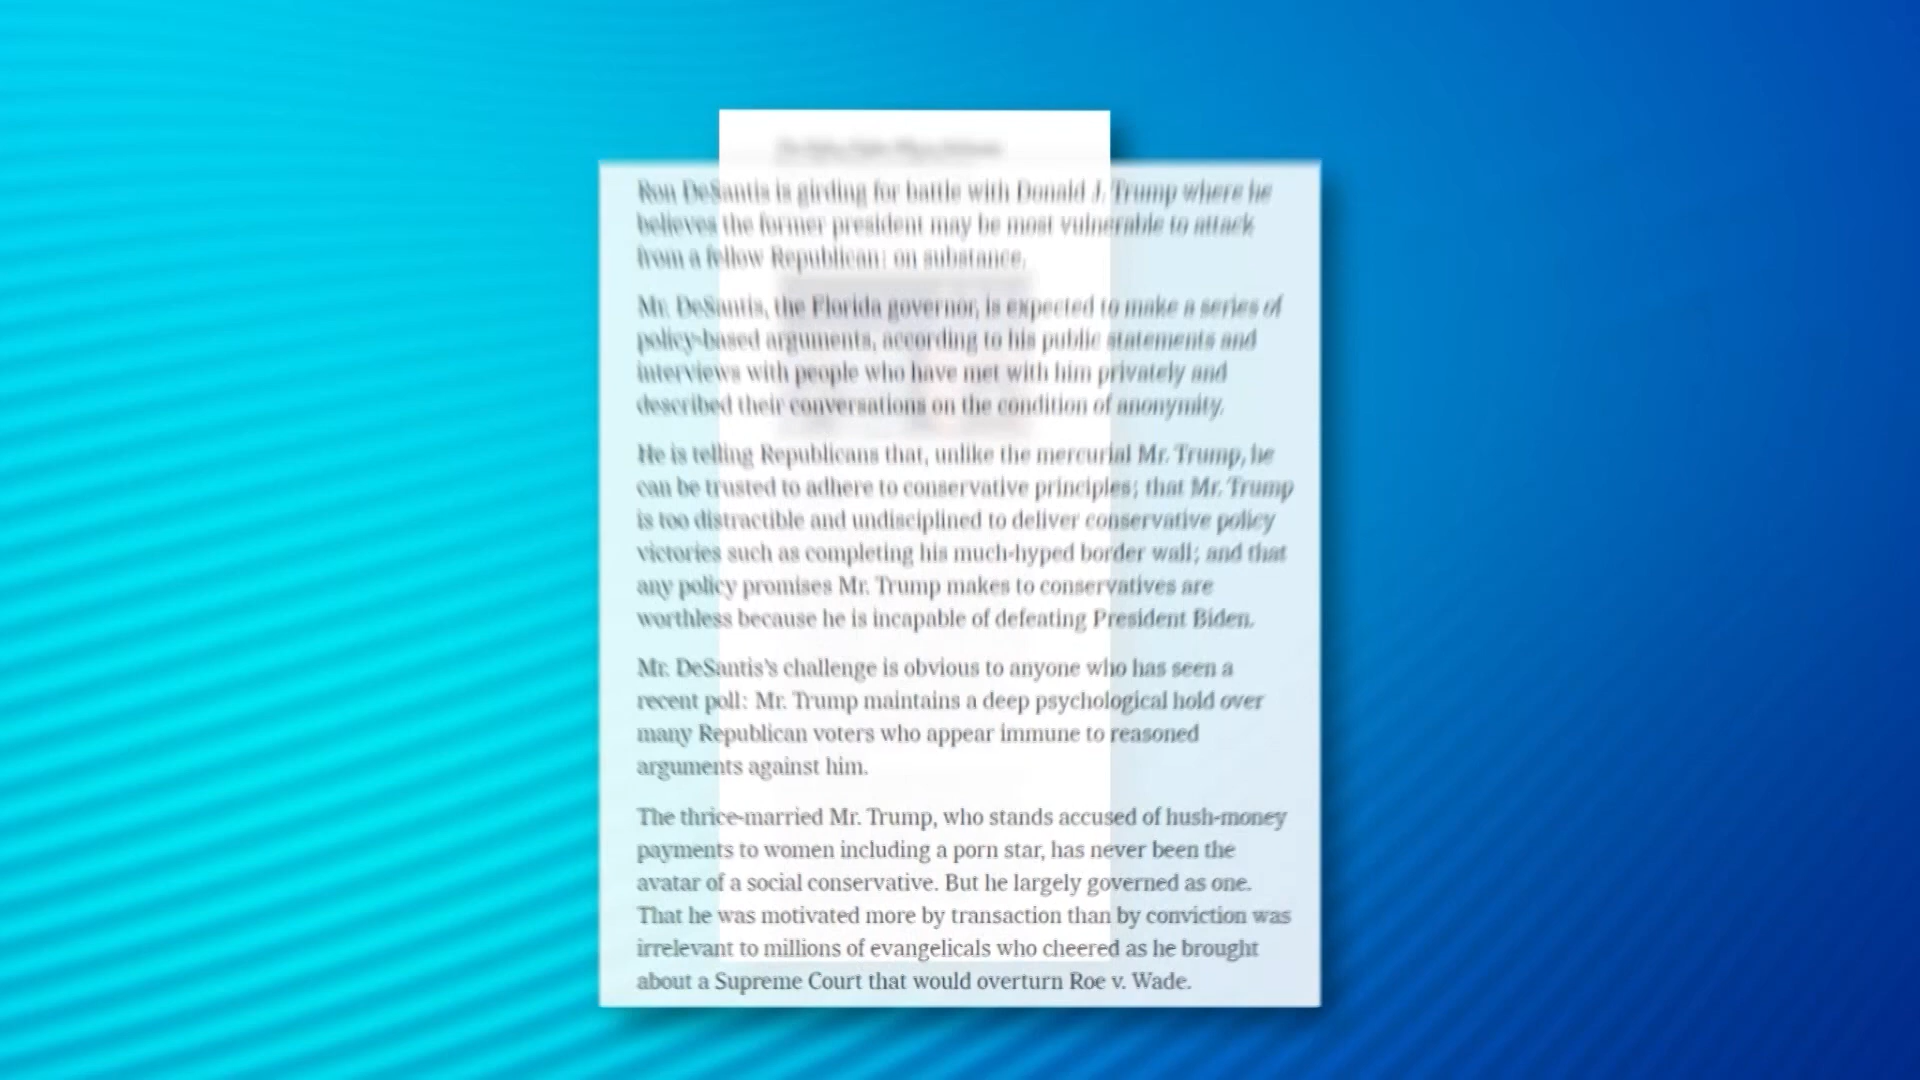 Ron DeSantis is girding for battle with Donald J. Trump where he
believes the former president may be most vulnerable to attack
from a fellow Republican: on substance.
Mr. DeSantis, the Florida governor, is expected to make a series of
policy-based arguments, according to his public statements and
interviews with people who have met with him privately and
described their conversations on the condition of anonymity.
He is telling Republicans that, unlike the mercurial Mr. Trump, he
can be trusted to adhere to conservative principles; that Mr. Trump
is too distractible and undisciplined to deliver conservative policy
victories such as completing his much-hyped border wall; and that
any policy promises Mr. Trump makes to conservatives are
worthless because he is incapable of defeating President Biden.
Mr. DeSantis's challenge is obvious to anyone who has seen a
recent poll: Mr. Trump maintains a deep psychological hold over
many Republican voters who appear immune to reasoned
arguments against him.
The thrice-married Mr. Trump, who stands accused of hush-money
payments to women including a porn star, has never been the
avatar of a social conservative. But he largely governed as one.
That he was motivated more by transaction than by conviction was
irrelevant to millions of evangelicals who cheered as he brought
about a Supreme Court that would overturn Roe v. Wade.